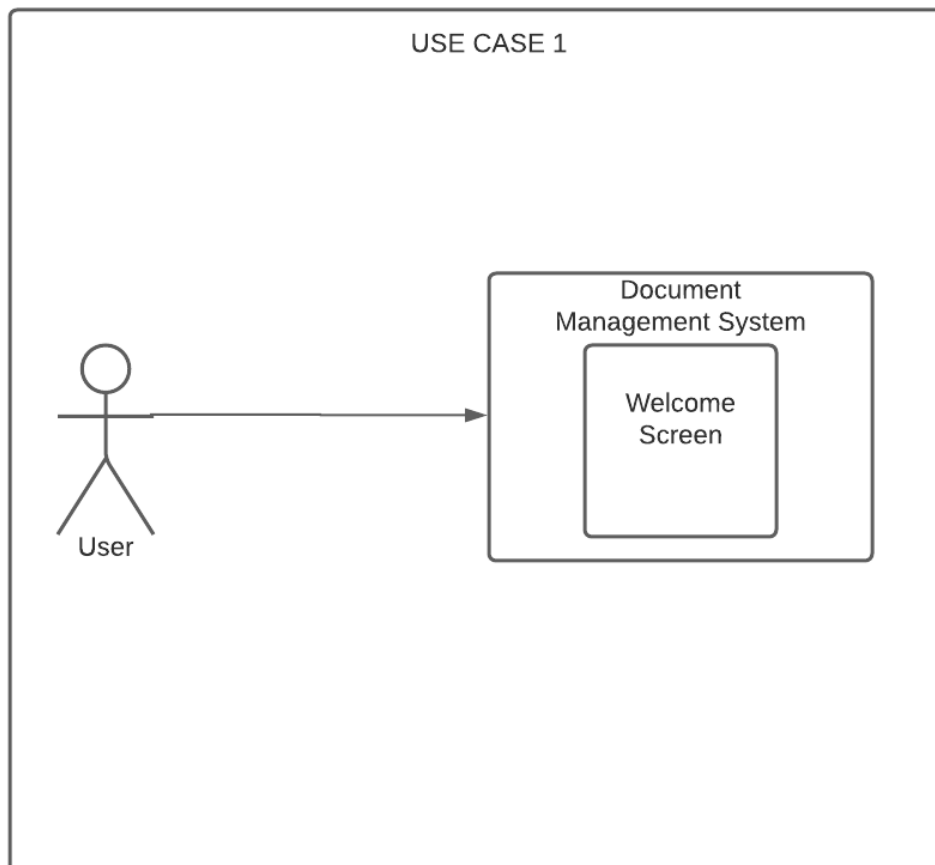 USE CASE 1
Document
Management System
Welcome
Screen
User